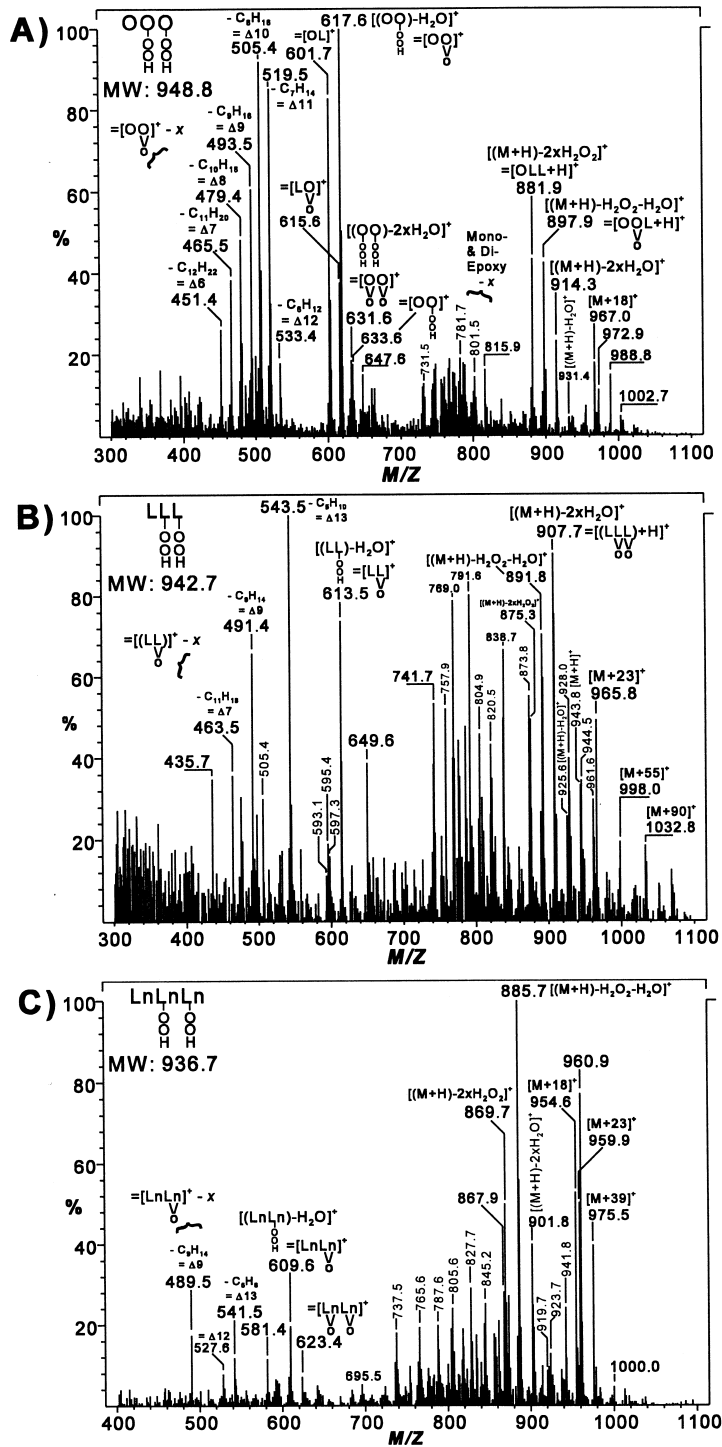 A)
100
80
60
40
20
%
OOO
O O
O O
H H
MW: 948.8
=[OO]+ - x
V
O
- C12H22
= Δ6
451.4
- C11H20
= Δ7
465.5
- C10H18
= Δ8
479.4
- C9H16
= Δ9
493.5
- C8H16
= Δ10
505.4
519.5
- C7H14
= Δ11
- C6H12
= Δ12
533.4
=[OL]+
601.7
=[LO]+
V
O
615.6
617.6 [(OO)-H2O]+
O
O
H
=[OO]+
V
O
[(OO)-2xH2O]+
O O
O O
H H
=[OO]+
V V
O O
631.6
=[OO]+
O
O
H
633.6
647.6
731.5
Mono-
& Di-
Epoxy
- x
781.7
801.5
815.9
[(M+H)-2xH2O2]+
=[OLL+H]+
881.9
[(M+H)-H2O2-H2O]+
897.9 =[OOL+H]+
V
O
[(M+H)-2xH2O]+
914.3
931.4 [(M+H)-H2O]+
[M+18]+
967.0
972.9
988.8
1002.7
300 400 500 600 700 800 900 1000 1100
M/Z
B)
100
80
60
40
20
%
LLL
O O
O O
H H
MW: 942.7
=[(LL)]+ - x
V
O
435.7
- C11H18
= Δ7
463.5
- C9H14
= Δ9
491.4
505.4
543.5 - C5H10
= Δ13
593.1
595.4
597.3
[(LL)-H2O]+
O
O
H
=[LL]+
V
O
613.5
649.6
741.7
757.9
769.0
791.6
804.9
820.5
838.7
873.8
[(M+H)-2xH2O2]+
875.3
[(M+H)-H2O2-H2O]+
891.8
[(M+H)-2xH2O]+
907.7 =[(LLL)+H]+
V V
O O
925.6 [(M+H)-H2O]+
928.0
943.8 [M+H]+
944.5
961.6
[M+23]+
965.8
[M+55]+
998.0
[M+90]+
1032.8
300 400 500 600 700 800 900 1000 1100
M/Z
C)
100
80
60
40
20
%
LnLnLn
O O
O O
H H
MW: 936.7
=[LnLn]+ - x
V
O
- C9H14
= Δ9
489.5
= Δ12
527.6
- C6H8
= Δ13
541.5
581.4
[(LnLn)-H2O]+
O
O
H
=[LnLn]+
V
O
609.6
=[LnLn]+
V V
O O
623.4
695.5
737.5
765.6
787.6
805.6
827.7
845.2
867.9
[(M+H)-2xH2O2]+
869.7
885.7 [(M+H)-H2O2-H2O]+
[(M+H)-2xH2O]+
901.8
919.7
923.7
941.8
[M+18]+
954.6
960.9
[M+23]+
959.9
[M+39]+
975.5
1000.0
400 500 600 700 800 900 1000 1100
M/Z